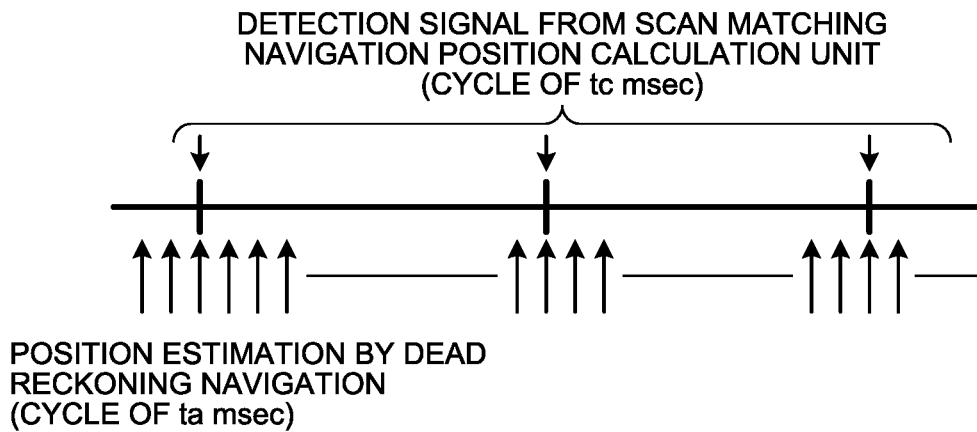 DETECTION SIGNAL FROM SCAN MATCHING
NAVIGATION POSITION CALCULATION UNIT
(CYCLE OF tc msec)
POSITION ESTIMATION BY DEAD
RECKONING NAVIGATION
(CYCLE OF ta msec)